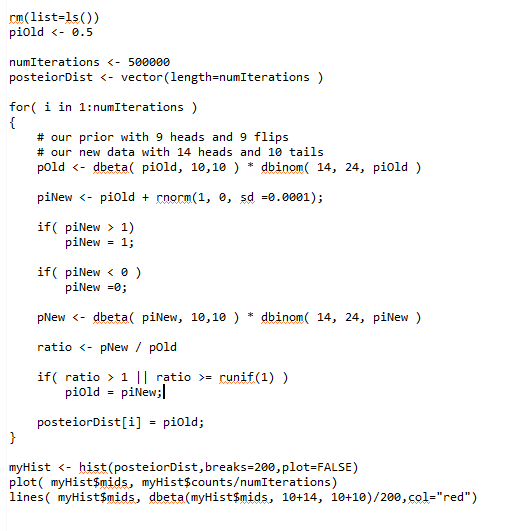 rm(list=ls())
piOld <- 0.5
numIterations <- 500000
posteiorDist <- vector(length=numIterations )
for( i in 1:numIterations )
{
# our prior with 9 heads and 9 flips
# our new data with 14 heads and 10 tails
pOld <- dbeta( piOld, 10,10 ) * dbinom( 14, 24, piOld )
piNew <- piOld + rnorm(1, 0, sd =0.0001);
if( piNew > 1)
piNew = 1;
if( piNew < 0 )
piNew =0;
pNew <- dbeta( piNew, 10,10 ) * dbinom( 14, 24, piNew )
ratio <- pNew / pOld
if( ratio > 1 || ratio >= runif(1) )
piOld = piNew;
posteiorDist[i] = piOld;
}
myHist <- hist(posteiorDist,breaks=200,plot=FALSE)
plot( myHist$mids, myHist$counts/numIterations)
lines( myHist$mids, dbeta(myHist$mids, 10+14, 10+10)/200,col="red")